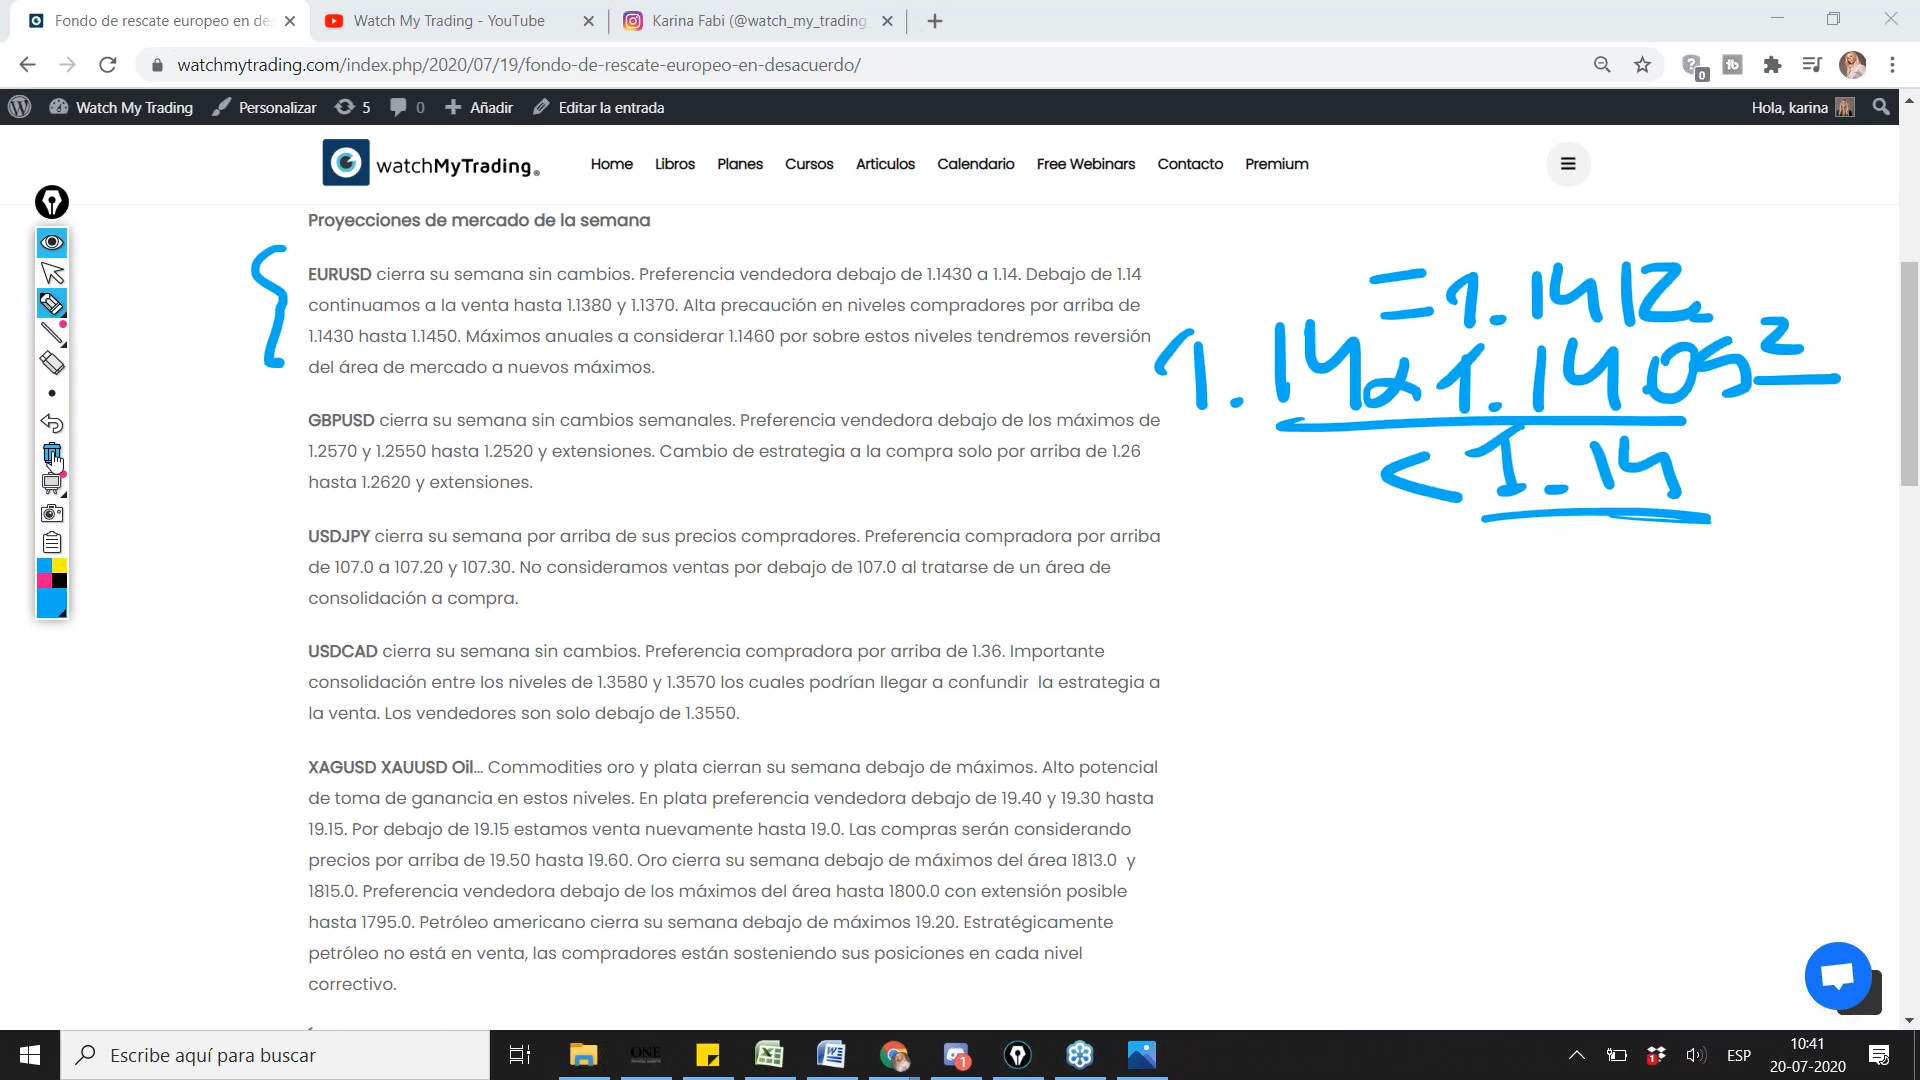 Fondo de rescate europeo en de
Watch My Trading - YouTube
Karina Fabi (@watch_my_trading_
watchmytrading.com/index.php/2020/07/19/fondo-de-rescate-europeo-en-desacuerdo/
0
Watch My Trading
Personalizar
5
0
Añadir
Editar la entrada
Hola, karina
watchMyTrading
Home
Libros
Planes
Cursos
Articulos
Calendario
Free Webinars
Contacto
Premium
Proyecciones de mercado de la semana
EURUSD cierra su semana sin cambios. Preferencia vendedora debajo de 1.1430 a 1.14. Debajo de 1.14
continuamos a la venta hasta 1.1380 y 1.1370. Alta precaución en niveles compradores por arriba de
1.1430 hasta 1.1450. Máximos anuales a considerar 1.1460 por sobre estos niveles tendremos reversión
del área de mercado a nuevos máximos.
GBPUSD cierra su semana sin cambios semanales. Preferencia vendedora debajo de los máximos de
1.2570 y 1.2550 hasta 1.2520 y extensiones. Cambio de estrategia a la compra solo por arriba de 1.26
hasta 1.2620 y extensiones.
USDJPY cierra su semana por arriba de sus precios compradores. Preferencia compradora por arriba
de 107.0 a 107.20 y 107.30. No consideramos ventas por debajo de 107.0 al tratarse de un área de
consolidación a compra.
USDCAD cierra su semana sin cambios. Preferencia compradora por arriba de 1.36. Importante
consolidación entre los niveles de 1.3580 y 1.3570 los cuales podrían llegar a confundir la estrategia a
la venta. Los vendedores son solo debajo de 1.3550.
XAGUSD XAUUSD Oil... Commodities oro y plata cierran su semana debajo de máximos. Alto potencial
de toma de ganancia en estos niveles. En plata preferencia vendedora debajo de 19.40 y 19.30 hasta
19.15. Por debajo de 19.15 estamos venta nuevamente hasta 19.0. Las compras serán considerando
precios por arriba de 19.50 hasta 19.60. Oro cierra su semana debajo de máximos del área 1813.0 y
1815.0. Preferencia vendedora debajo de los máximos del área hasta 1800.0 con extensión posible
hasta 1795.0. Petróleo americano cierra su semana debajo de máximos 19.20. Estratégicamente
petróleo no está en venta, las compradores están sosteniendo sus posiciones en cada nivel
correctivo.
=1.1412
1.14 a 1.1405
2
<1.14
Escribe aquí para buscar
ONE
1
1
ESP
10:41
20-07-2020